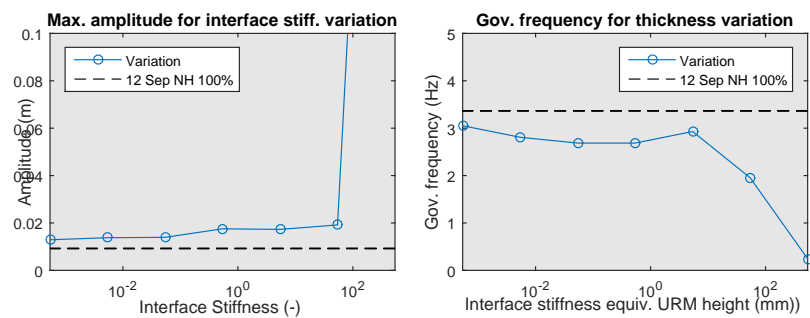 Max. amplitude for interface stiff. variation
0.1
0.08
0.06
0.04
0.02
0
Amplitude (m)
Variation
12 Sep NH 100%
10^-2 10^0 10^2
Interface Stiffness (-)
Gov. frequency for thickness variation
5
4
3
2
1
0
Gov. frequency (Hz)
Variation
12 Sep NH 100%
10^-2 10^0 10^2
Interface stiffness equiv. URM height (mm))